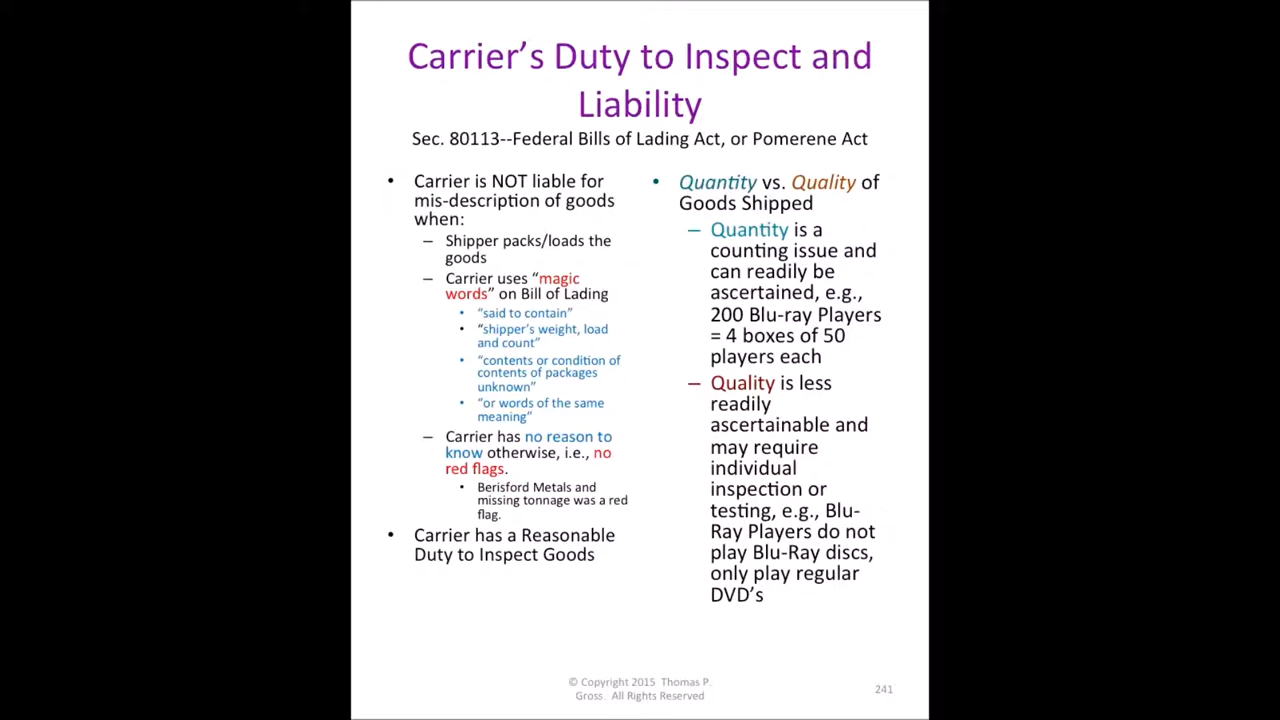 Carrier's Duty to Inspect and
Liability
Sec. 80113--Federal Bills of Lading Act, or Pomerene Act
• Carrier is NOT liable for
mis-description of goods
when:
– Shipper packs/loads the
goods
– Carrier uses "magic
words" on Bill of Lading
• "said to contain"
• "shipper's weight, load
and count"
• "contents or condition of
contents of packages
unknown"
• "or words of the same
meaning"
– Carrier has no reason to
know otherwise, i.e., no
red flags.
• Berisford Metals and
missing tonnage was a red
flag.
• Carrier has a Reasonable
Duty to Inspect Goods
• Quantity vs. Quality of
Goods Shipped
– Quantity is a
counting issue and
can readily be
ascertained, e.g.,
200 Blu-ray Players
= 4 boxes of 50
players each
– Quality is less
readily
ascertainable and
may require
individual
inspection or
testing, e.g., Blu-
Ray Players do not
play Blu-Ray discs,
only play regular
DVD's
© Copyright 2015 Thomas P.
Gross. All Rights Reserved
241